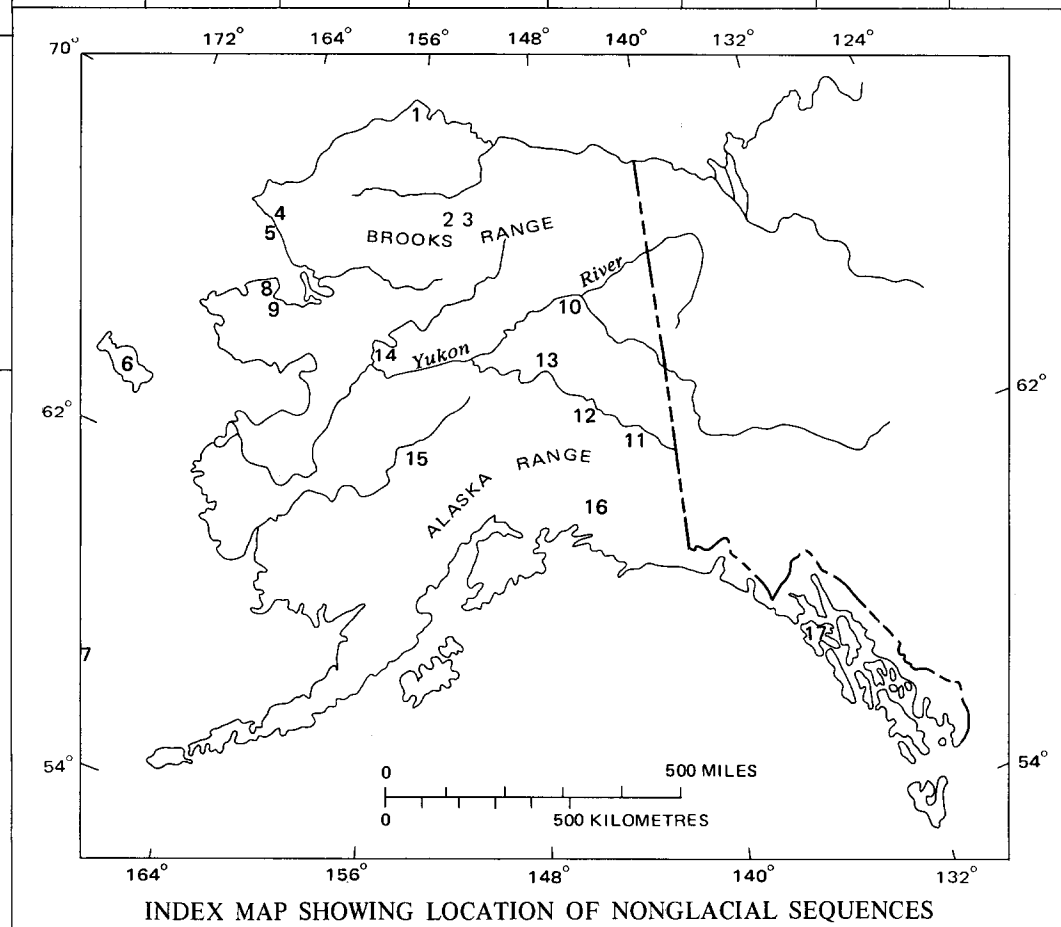 172° 164° 156° 148° 140° 132° 124°
70°
1
4
2 3
5
BROOKS RANGE
River
8
9
10
14
Yukon
13
6
62°
62°
12
11
15
ALASKA RANGE
16
17
7
54°
54°
0 500 MILES
0 500 KILOMETRES
164° 156° 148° 140° 132°
INDEX MAP SHOWING LOCATION OF NONGLACIAL SEQUENCES